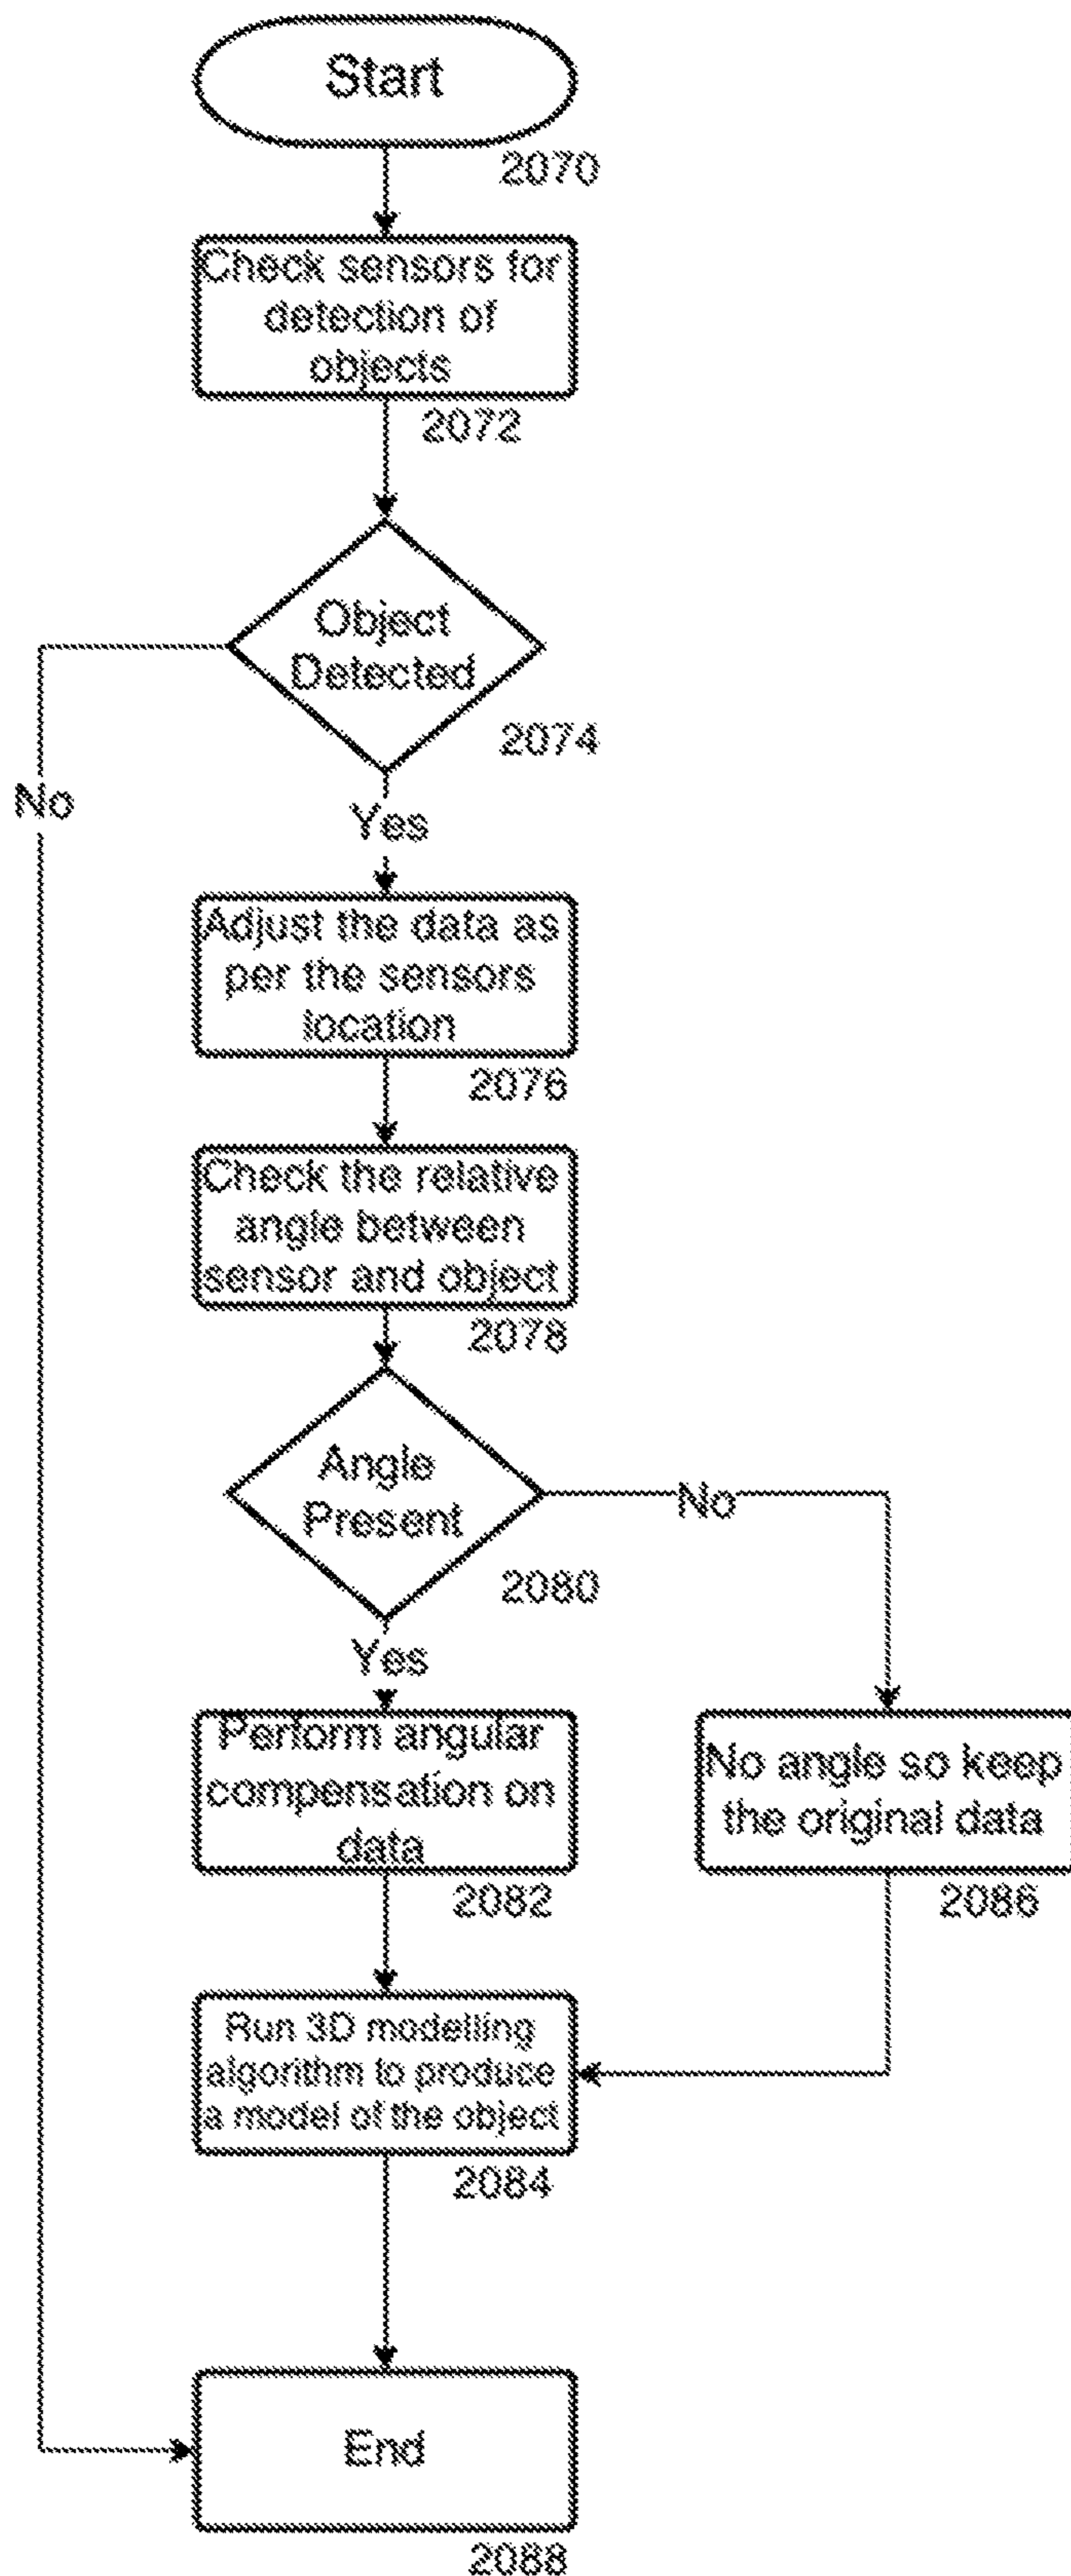 Start
2070
Check sensors for
detection of
objects
2072
Object
Detected
2074
No
Yes
Adjust the data as
per the sensors
location
2076
Check the relative
angle between
sensor and object
2078
Angle
Present
No
2080
Yes
Perform angular
compensation on
data
2082
No angle so keep
the original data
2086
Run 3D modelling
algorithm to produce
a model of the object
2084
End
2088